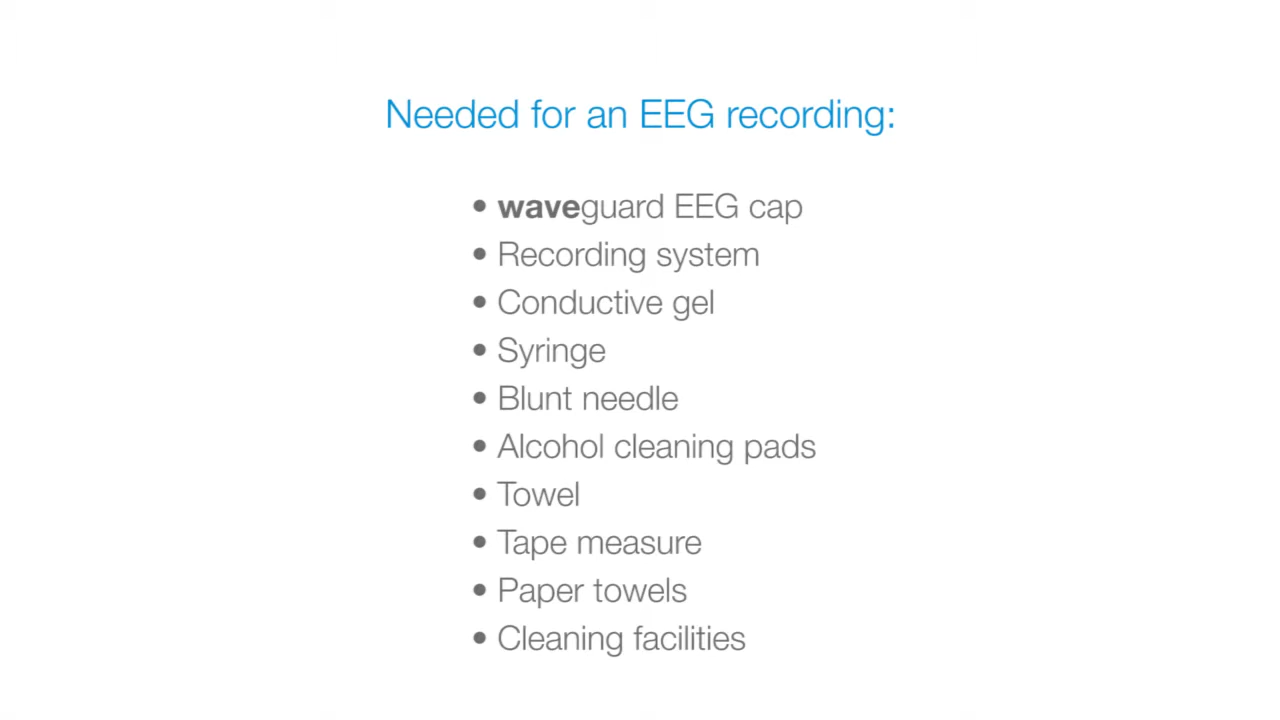 Needed for an EEG recording:
• waveguard EEG cap
• Recording system
• Conductive gel
• Syringe
• Blunt needle
• Alcohol cleaning pads
• Towel
• Tape measure
• Paper towels
• Cleaning facilities